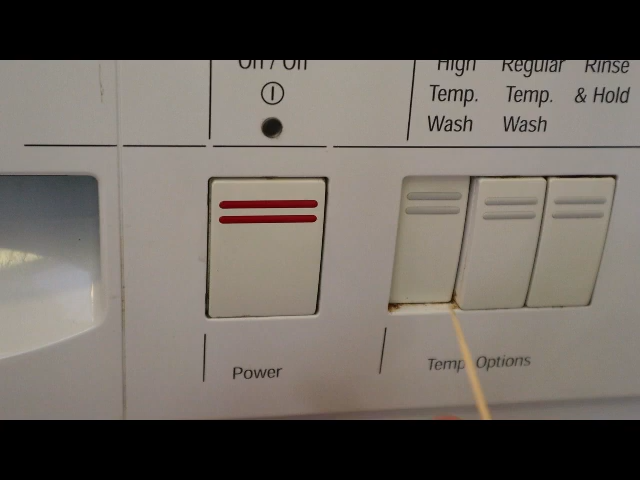 On / Off
High
Temp.
Wash
Regular
Temp.
Wash
Rinse
& Hold
Power
Temp. Options